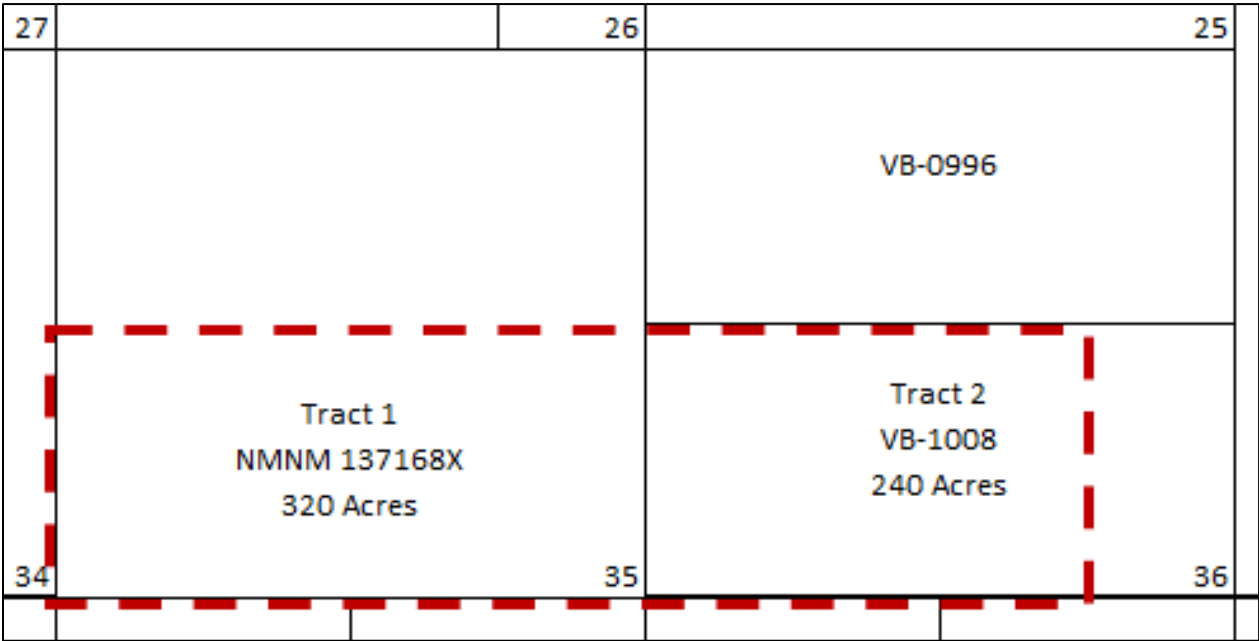 27
26
25
VB-0996
Tract 1
NMNM 137168X
320 Acres
Tract 2
VB-1008
240 Acres
34
35
36